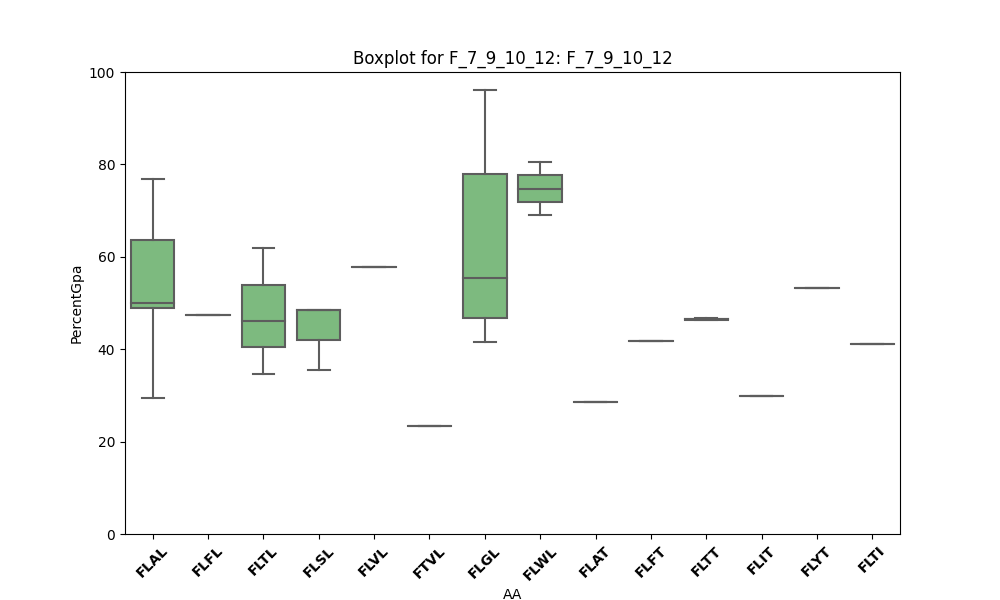 Boxplot for F_7_9_10_12: F_7_9_10_12
100
80
60
40
20
0
PercentGpa
FLAL
FLFL
FLTL
FLSL
FLVL
FTVL
FLGL
FLWL
FLAT
FLFT
FLTT
FLIT
FLYT
FLTI
AA